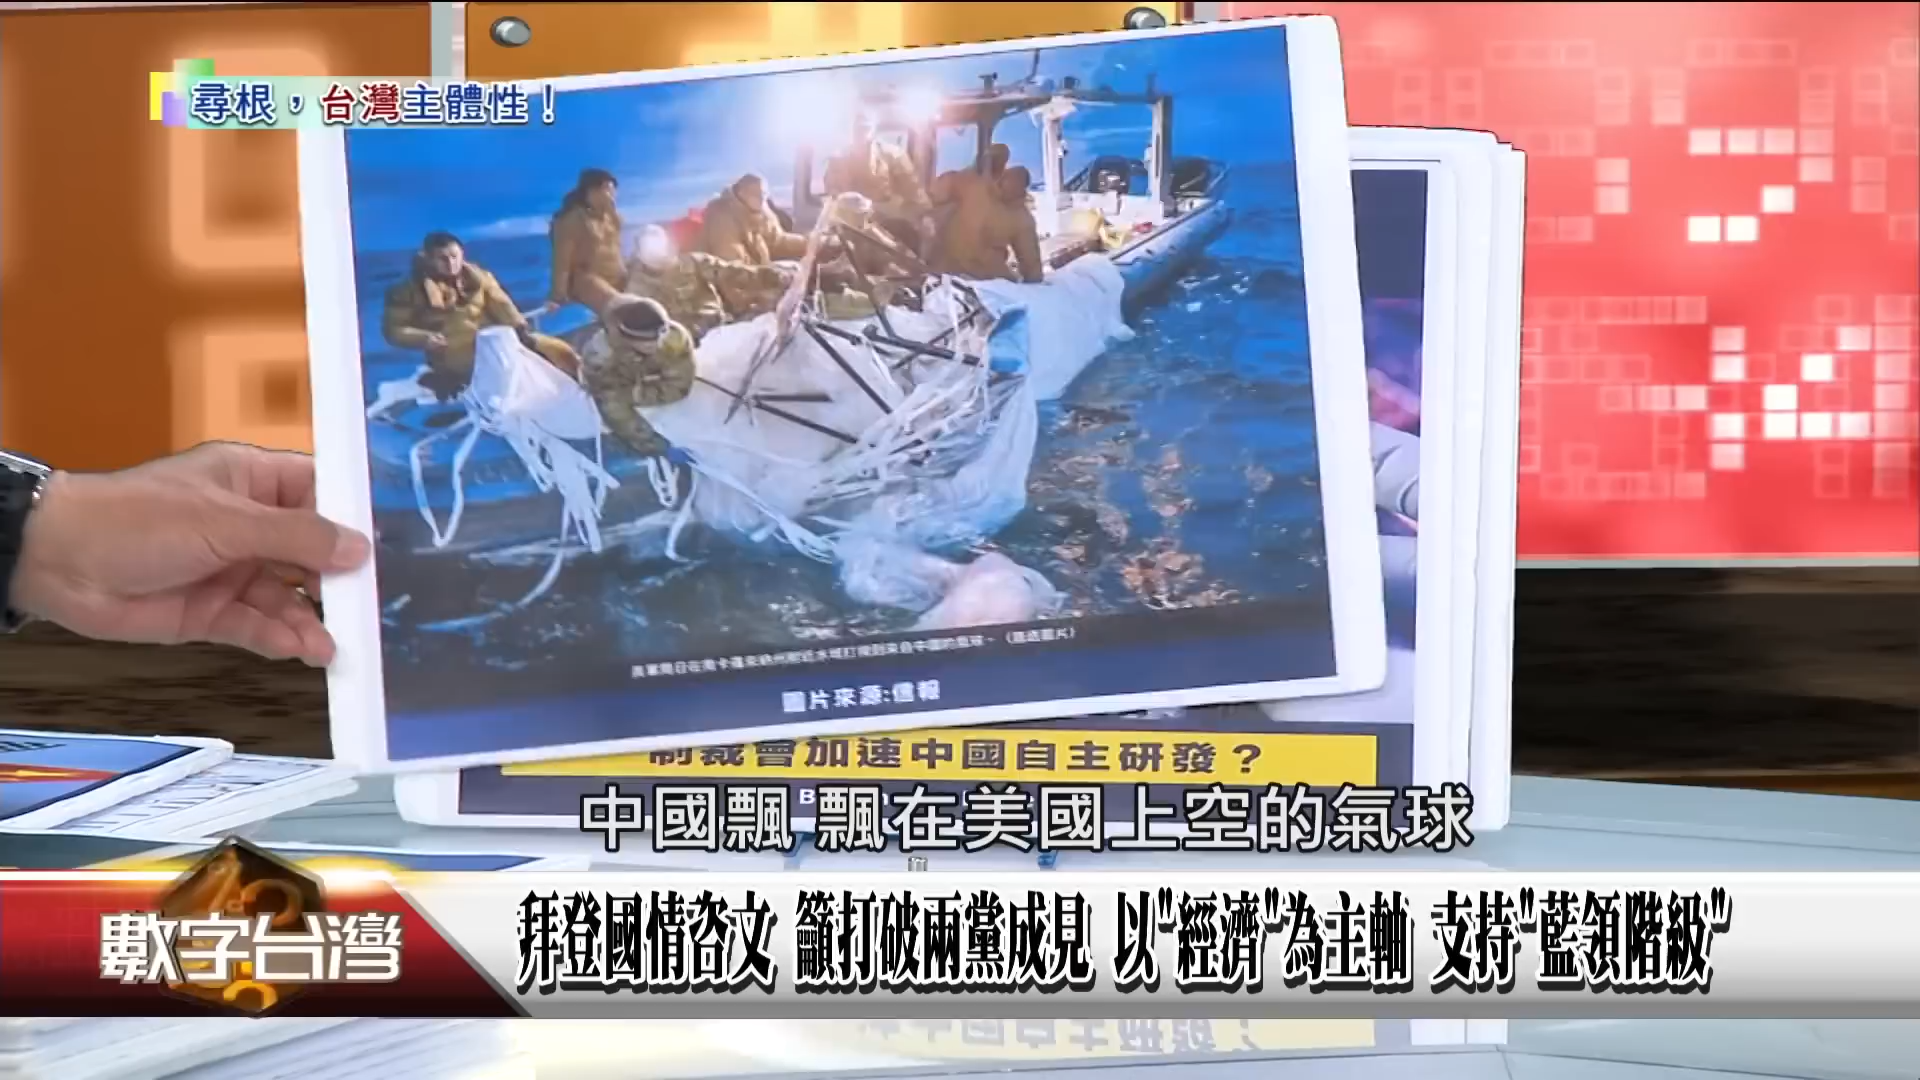 尋根，台灣主體性！
圖片來源:信報
制裁會加速中國自主研發？
中國飄 飄在美國上空的氣球
數字台灣
拜登國情咨文 籲打破兩黨成見 以"經濟"為主軸 支持"藍領階級"